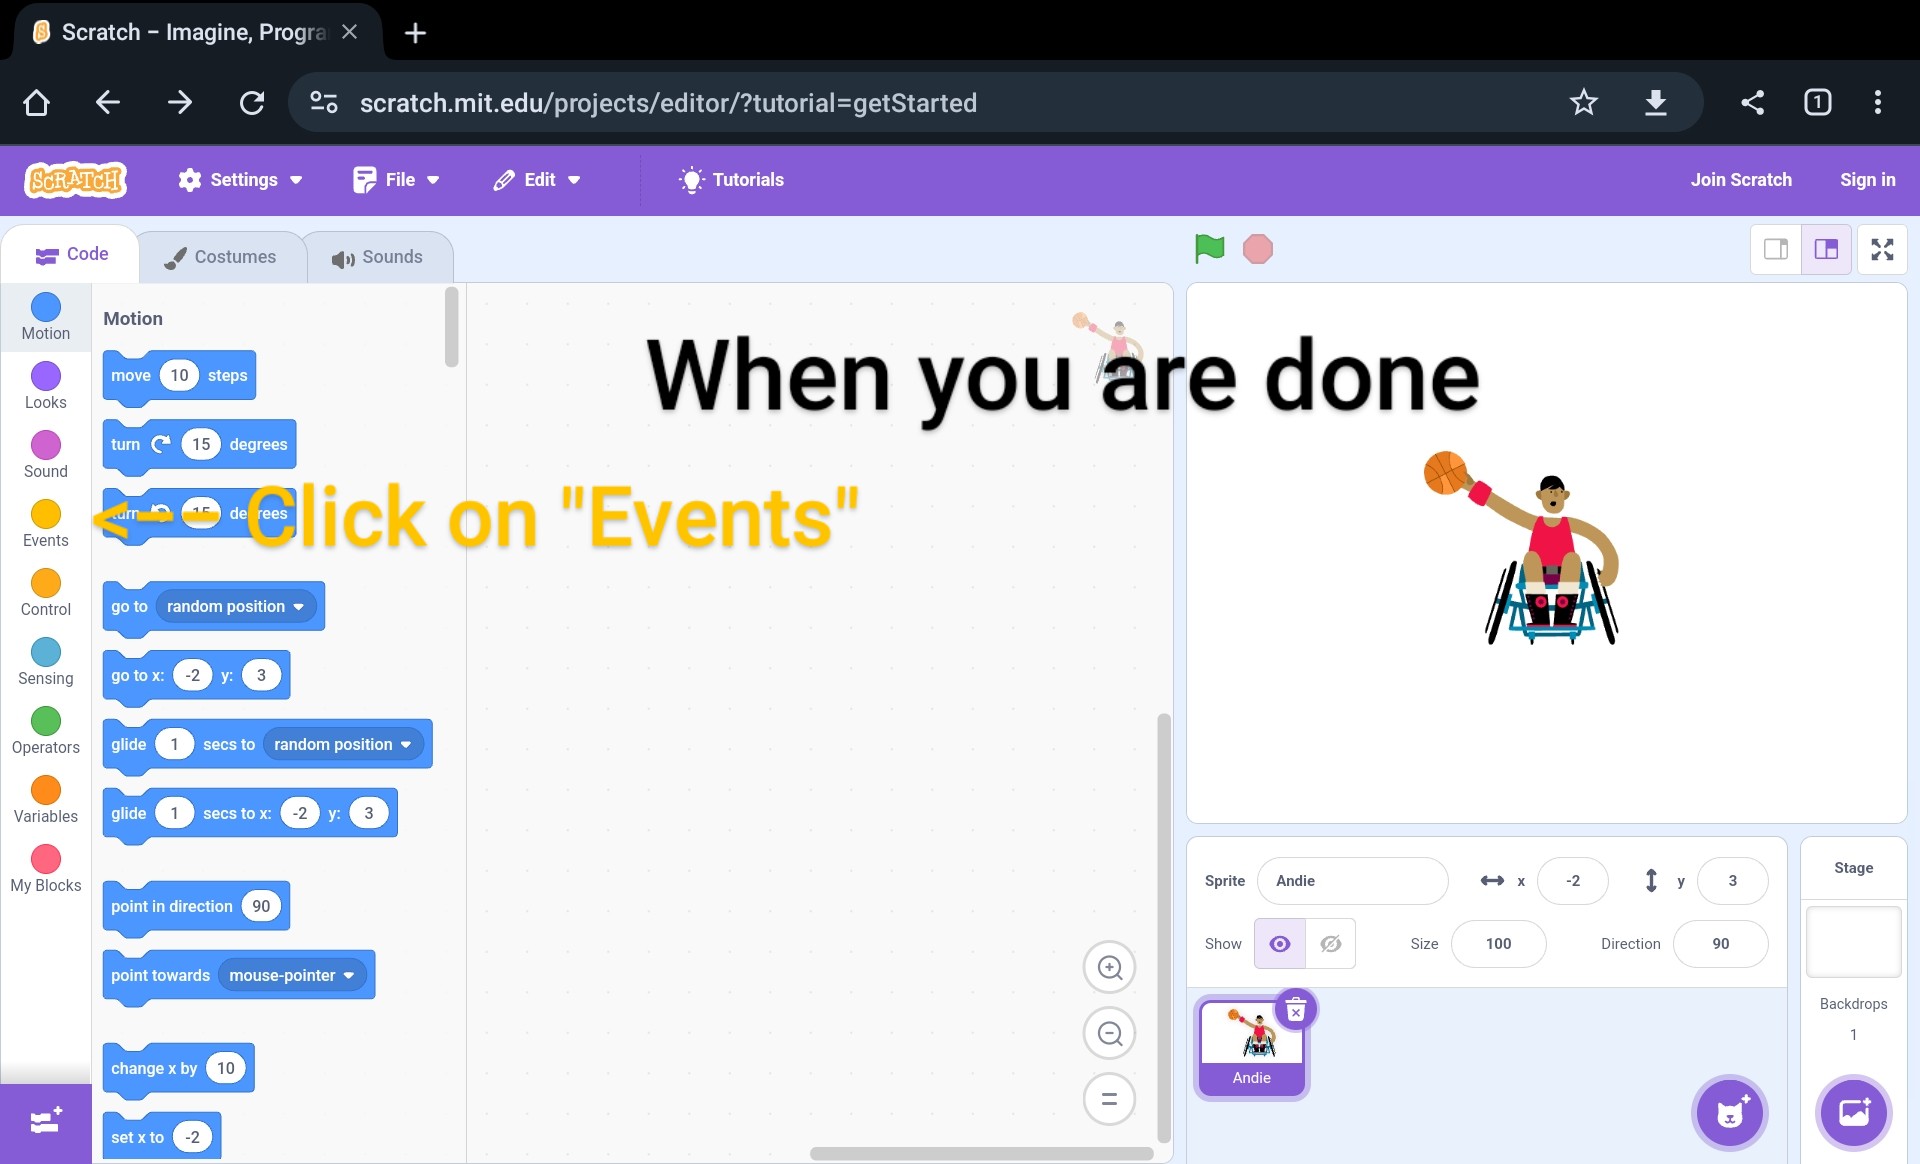 Scratch – Imagine, Progra
scratch.mit.edu/projects/editor/?tutorial=getStarted
1
SCRATCH
Settings
File
Edit
Tutorials
Join Scratch
Sign in
Code
Costumes
Sounds
Motion
Looks
Sound
Events
Control
Sensing
Operators
Variables
My Blocks
Motion
move 10 steps
turn 15 degrees
turn 15 degrees
go to random position
go to x: -2 y: 3
glide 1 secs to random position
glide 1 secs to x: -2 y: 3
point in direction 90
point towards mouse-pointer
change x by 10
set x to -2
When you are done
<-- - Click on "Events"
Sprite Andie x -2 y 3
Show Size 100 Direction 90
Andie
Stage
Backdrops
1